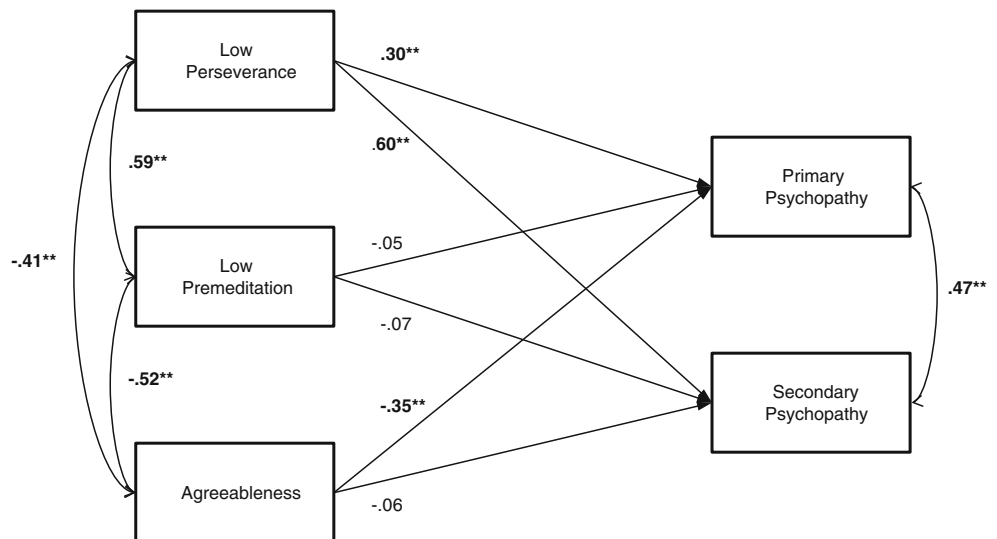 Low
Perseverance
.30**
.60**
.59**
Primary
Psychopathy
-.05
-.41**
Low
Premeditation
.47**
-.07
-.52**
-.35**
Secondary
Psychopathy
Agreeableness
-.06